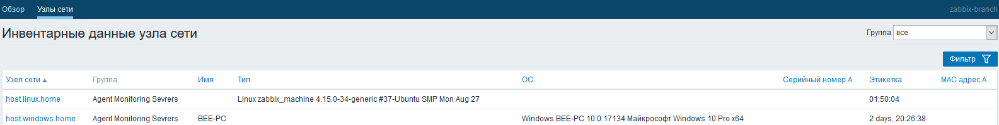 Обзор Узлы сети zabbix-branch
Инвентарные данные узла сети Группа все
Фильтр
Узел сети Группа Имя Тип ОС Серийный номер А Этикетка МАС адрес А
host.linux.home Agent Monitoring Sevrers Linux zabbix_machine 4.15.0-34-generic #37-Ubuntu SMP Mon Aug 27 01:50:04
host.windows.home Agent Monitoring Sevrers BEE-PC Windows BEE-PC 10.0.17134 Майкрософт Windows 10 Pro x64 2 days, 20:26:38